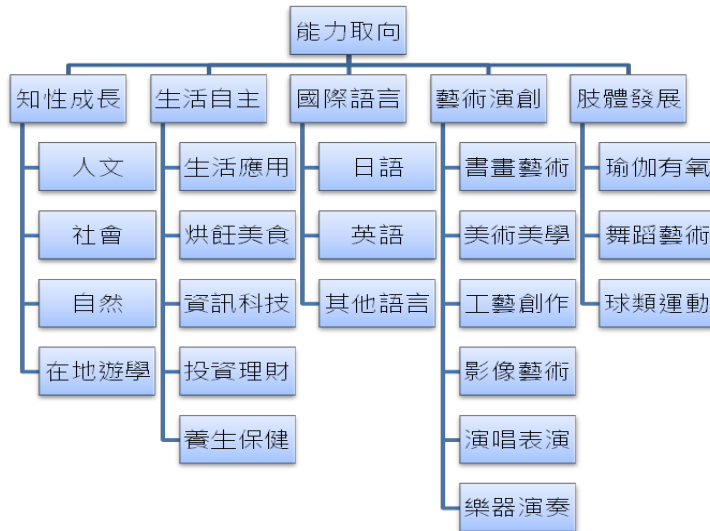 能力取向
知性成長
人文
社會
自然
在地遊學
生活自主
生活應用
烘飪美食
資訊科技
投資理財
養生保健
國際語言
日語
英語
其他語言
藝術演創
書畫藝術
美術美學
工藝創作
影像藝術
演唱表演
樂器演奏
肢體發展
瑜伽有氧
舞蹈藝術
球類運動